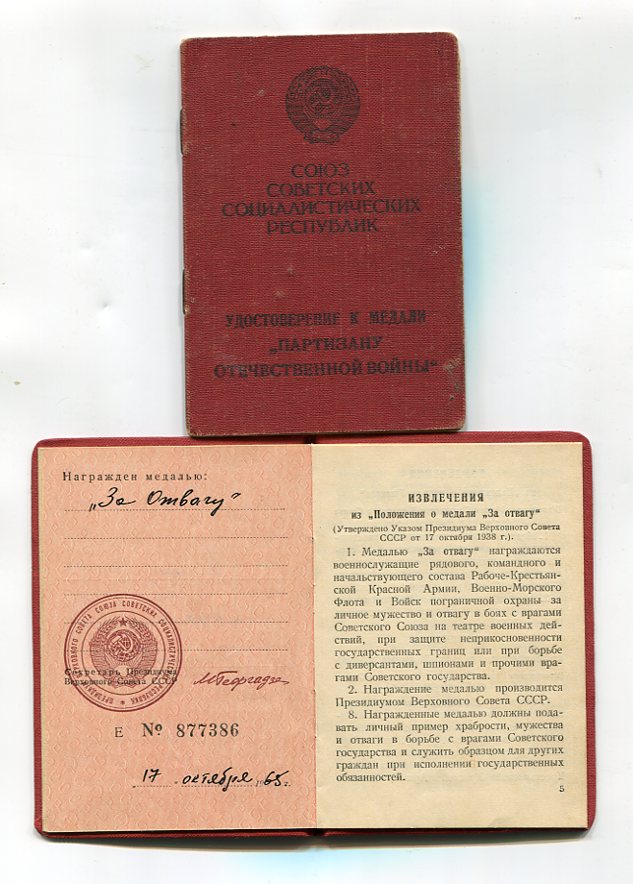 СОЮЗ
СОВЕТСКИХ
СОЦИАЛИСТИЧЕСКИХ
РЕСПУБЛИК
УДОСТОВЕРЕНИЕ К МЕДАЛИ
„ПАРТИЗАНУ
ОТЕЧЕСТВЕННОЙ ВОЙНЫ“
Награжден медалью:
„За Отвагу“
Секретарь Президиума
Верховного Совета СССР
М Георгадзе
Е № 877386
17 октября 1965 г.
ИЗВЛЕЧЕНИЯ
из „Положения о медали „За отвагу“
(Утверждено Указом Президиума Верховного Совета
СССР от 17 октября 1938 г.).
1. Медалью „За отвагу“ награждаются
военнослужащие рядового, командного и
начальствующего состава Рабоче-Крестьян-
ской Красной Армии, Военно-Морского
Флота и Войск пограничной охраны за
личное мужество и отвагу в боях с врагами
Советского Союза на театре военных дей-
ствий, при защите неприкосновенности
государственных границ или при борьбе
с диверсантами, шпионами и прочими вра-
гами Советского государства.
2. Награждение медалью производится
Президиумом Верховного Совета СССР.
8. Награжденные медалью должны пода-
вать личный пример храбрости, мужества
и отваги в борьбе с врагами Советского
государства и служить образцом для других
граждан при исполнении государственных
обязанностей.
5